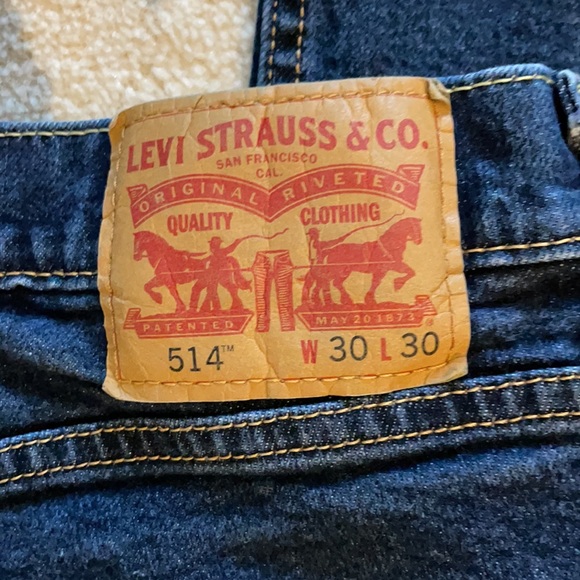 LEVI STRAUSS & CO.
SAN FRANCISCO
CAL.
ORIGINAL RIVETED
QUALITY CLOTHING
PATENTED MAY 20 1873
514™ W 30 L 30